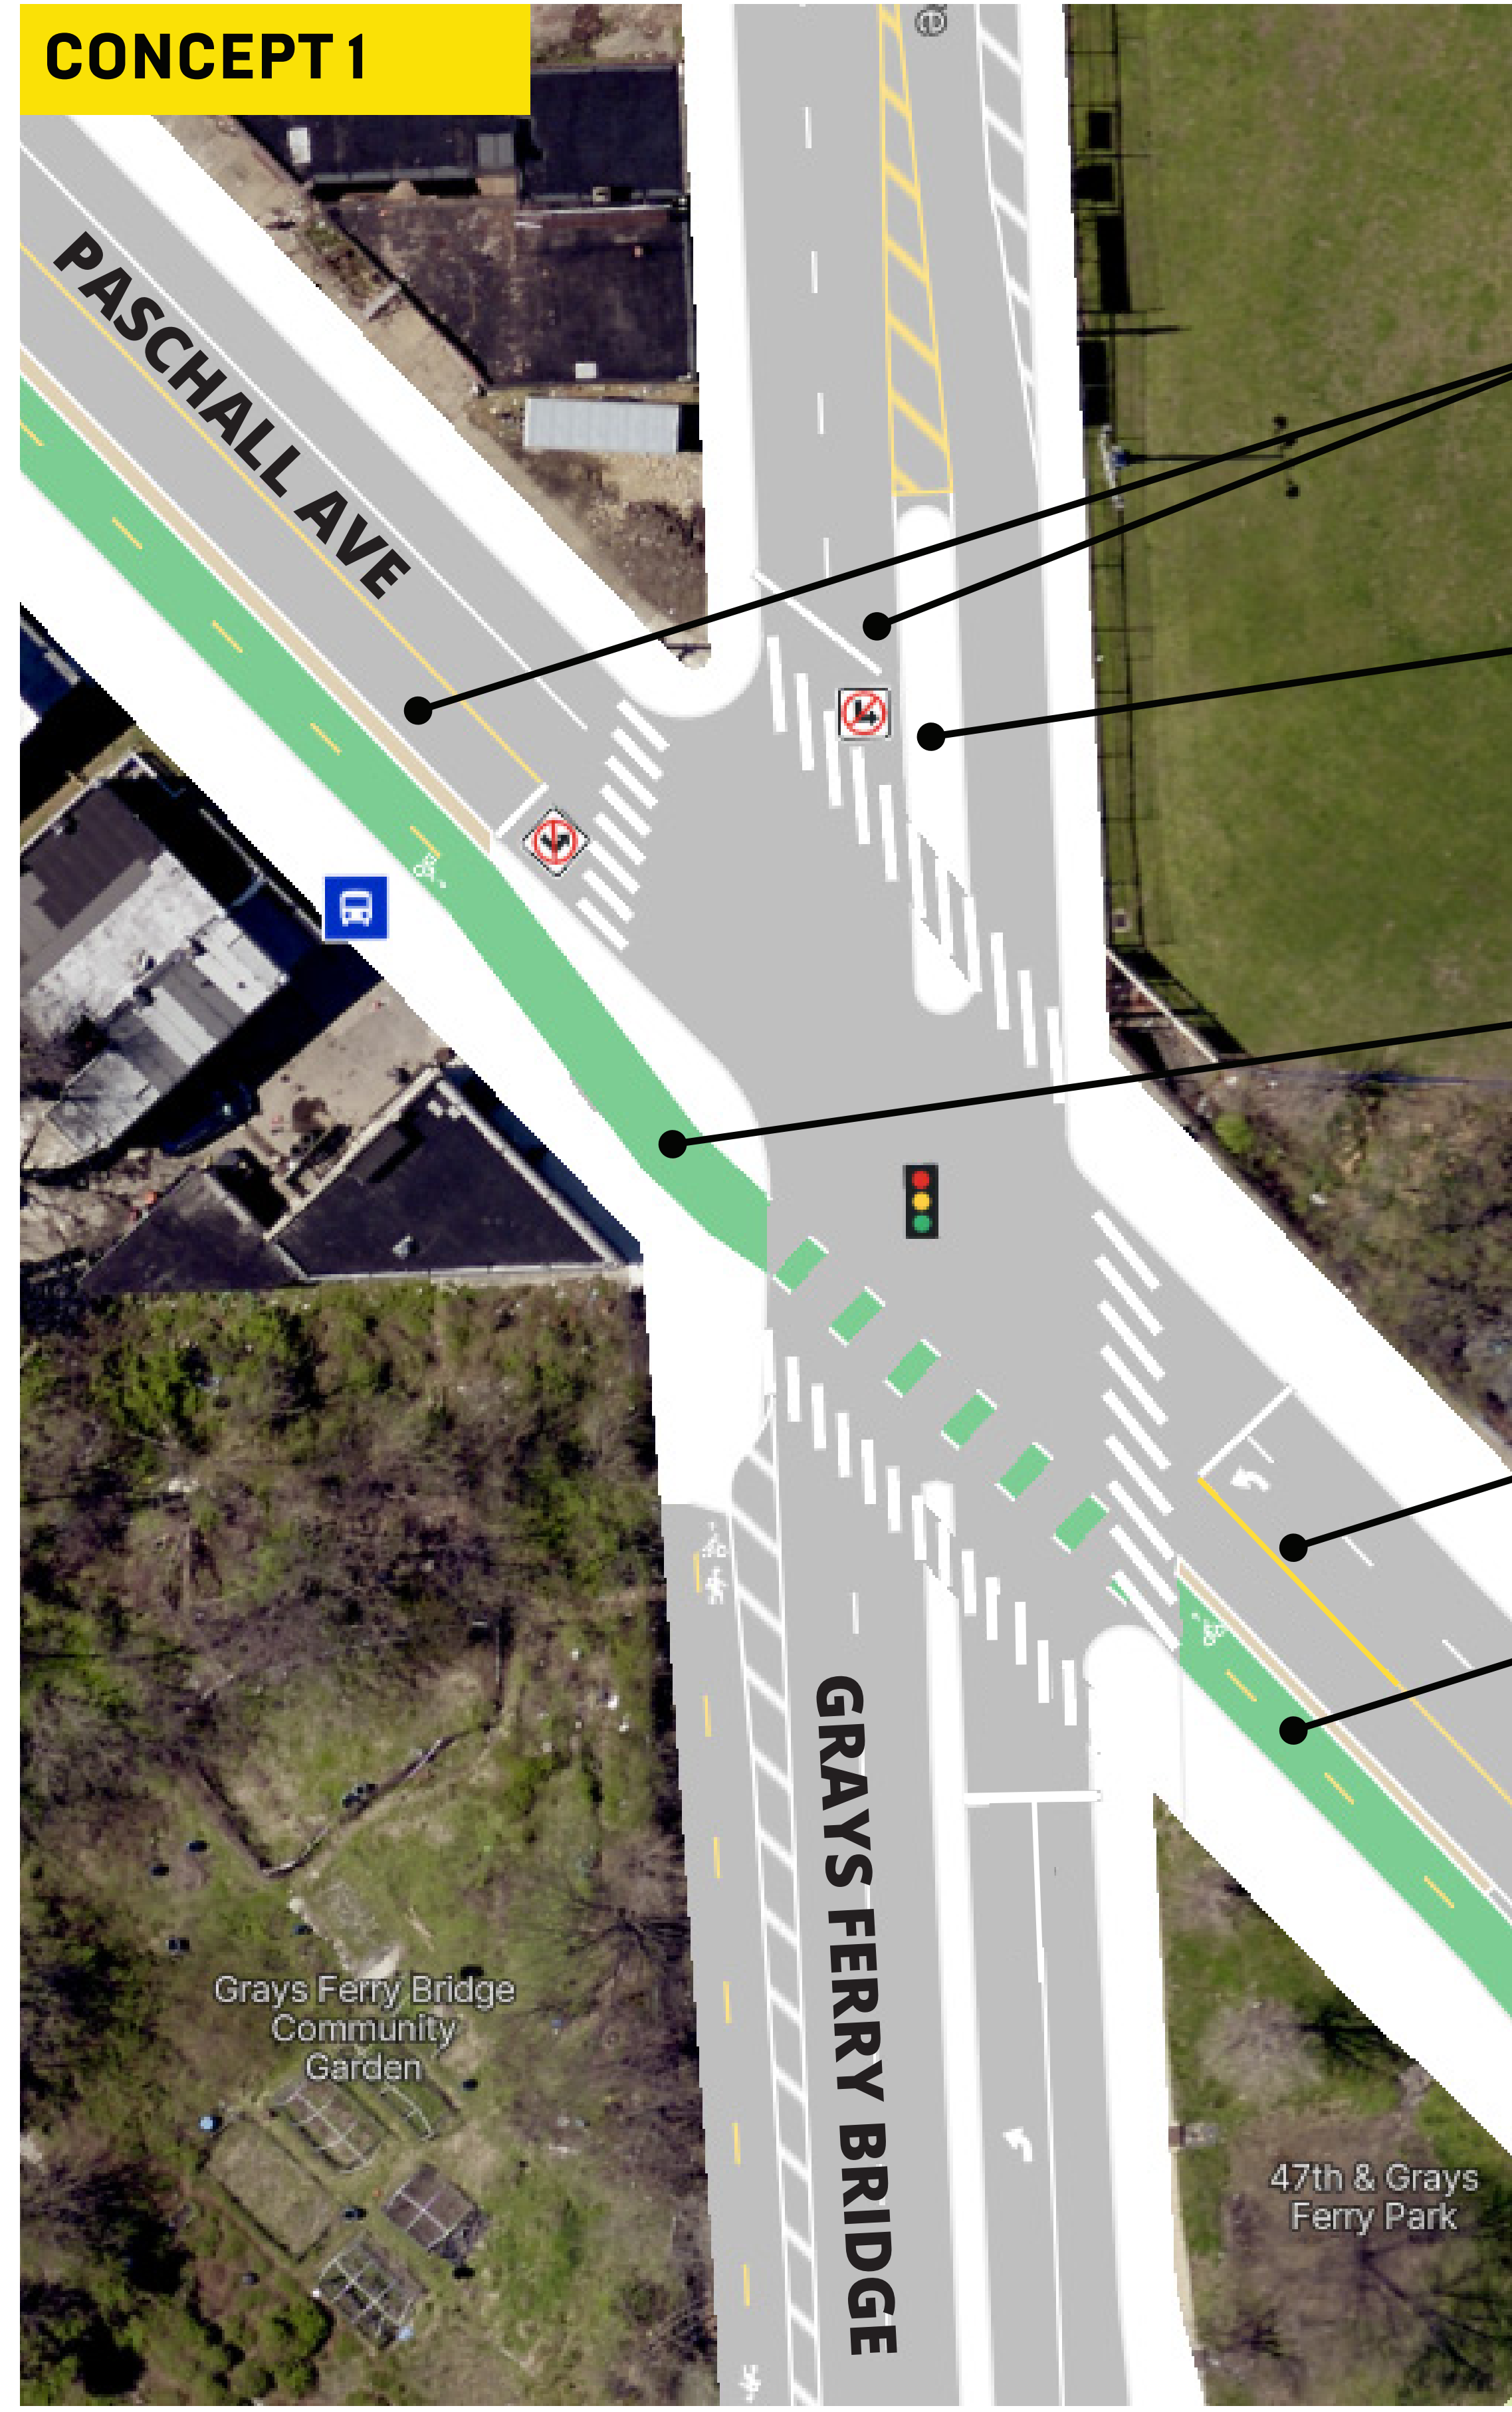 CONCEPT 1
PASCHALL AVE
GRAYS FERRY BRIDGE
Grays Ferry Bridge
Community
Garden
47th & Grays
Ferry Park